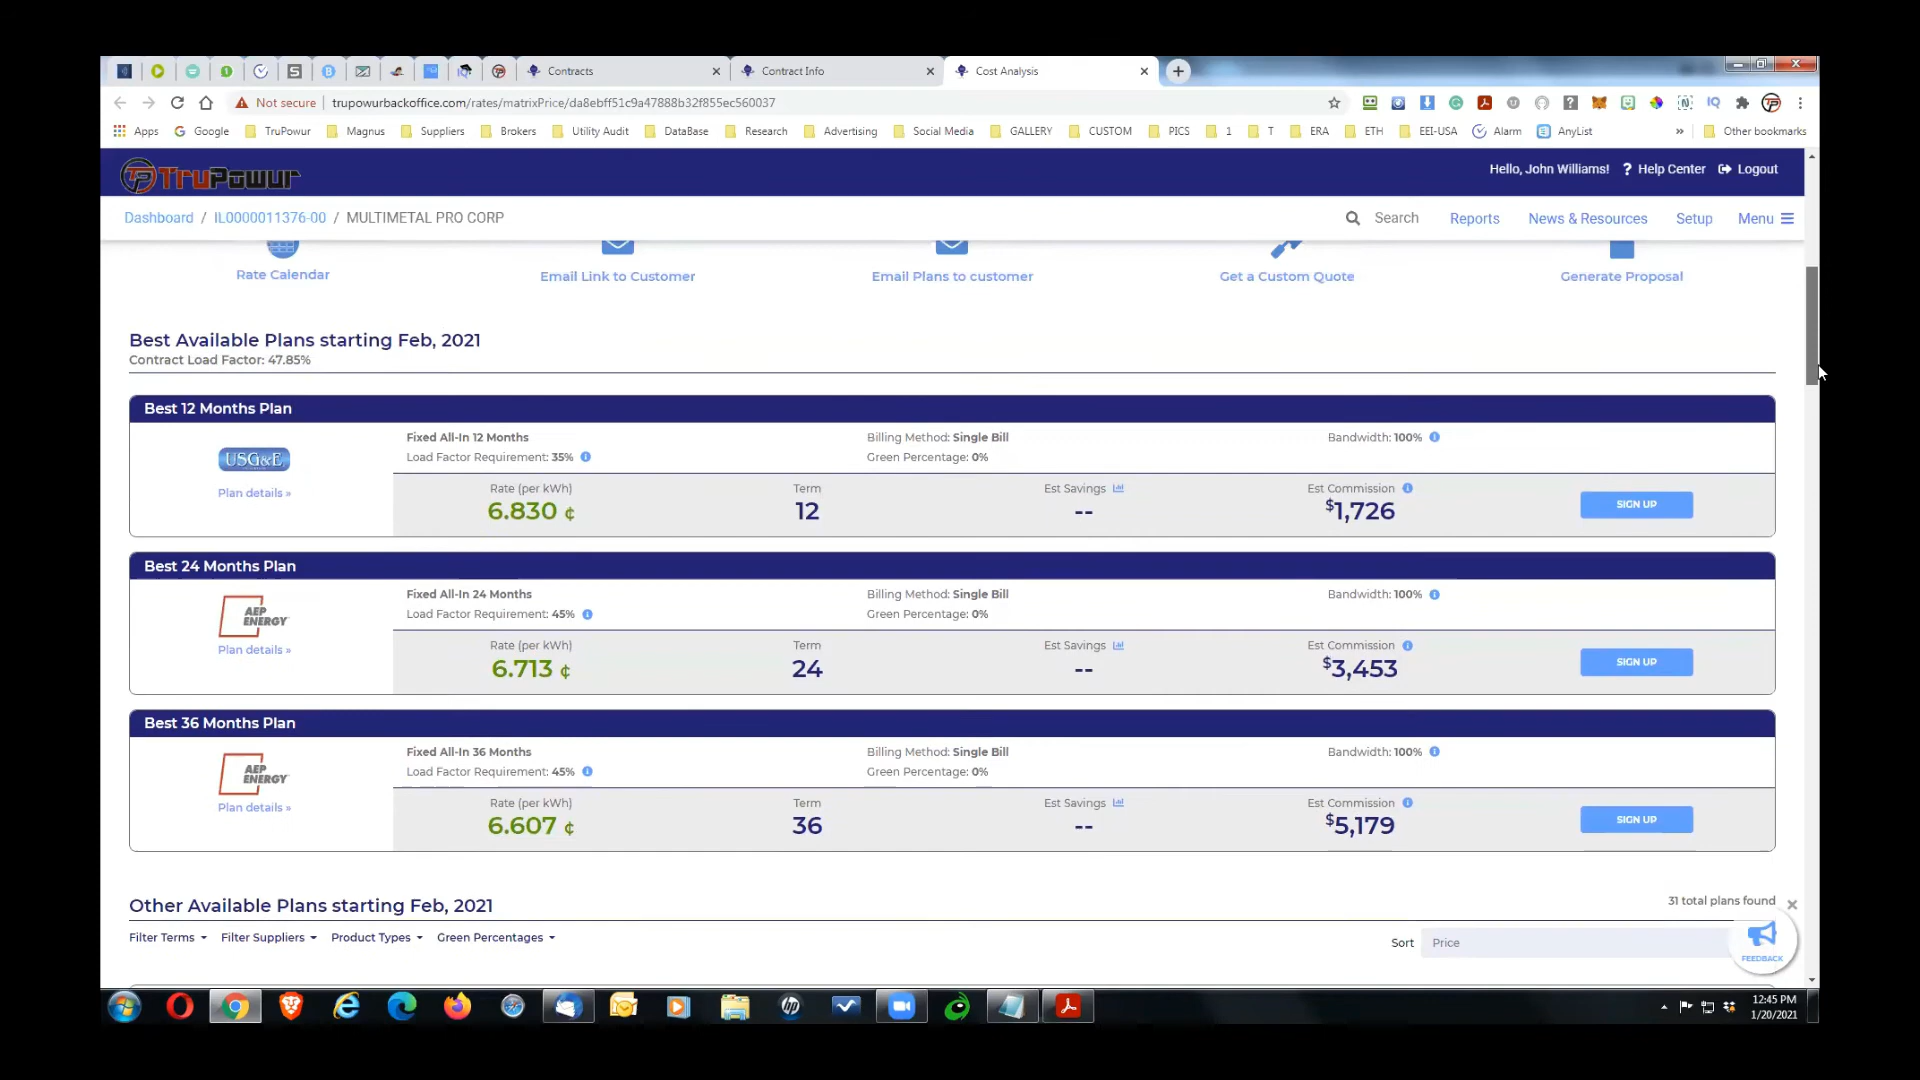 Contracts
Contract Info
Cost Analysis
Not secure trupowurbackoffice.com/rates/matrixPrice/da8ebff51c9a47888b32f855ec560037
Apps Google TruPowur Magnus Suppliers Brokers Utility Audit DataBase Research Advertising Social Media GALLERY CUSTOM PICS 1 T ERA ETH EEI-USA Alarm AnyList » Other bookmarks
TruPowur
Hello, John Williams! ? Help Center Logout
Dashboard / IL0000011376-00 / MULTIMETAL PRO CORP
Search Reports News & Resources Setup Menu
Rate Calendar Email Link to Customer Email Plans to customer Get a Custom Quote Generate Proposal
Best Available Plans starting Feb, 2021
Contract Load Factor: 47.85%
Best 12 Months Plan
USG&E
Plan details »
Fixed All-In 12 Months Billing Method: Single Bill Bandwidth: 100%
Load Factor Requirement: 35% Green Percentage: 0%
Rate (per kWh) Term Est Savings Est Commission
6.830 ¢ 12 -- $1,726 SIGN UP
Best 24 Months Plan
AEP
ENERGY
Plan details »
Fixed All-In 24 Months Billing Method: Single Bill Bandwidth: 100%
Load Factor Requirement: 45% Green Percentage: 0%
Rate (per kWh) Term Est Savings Est Commission
6.713 ¢ 24 -- $3,453 SIGN UP
Best 36 Months Plan
AEP
ENERGY
Plan details »
Fixed All-In 36 Months Billing Method: Single Bill Bandwidth: 100%
Load Factor Requirement: 45% Green Percentage: 0%
Rate (per kWh) Term Est Savings Est Commission
6.607 ¢ 36 -- $5,179 SIGN UP
Other Available Plans starting Feb, 2021
31 total plans found
Filter Terms Filter Suppliers Product Types Green Percentages
Sort Price
FEEDBACK
12:45 PM
1/20/2021